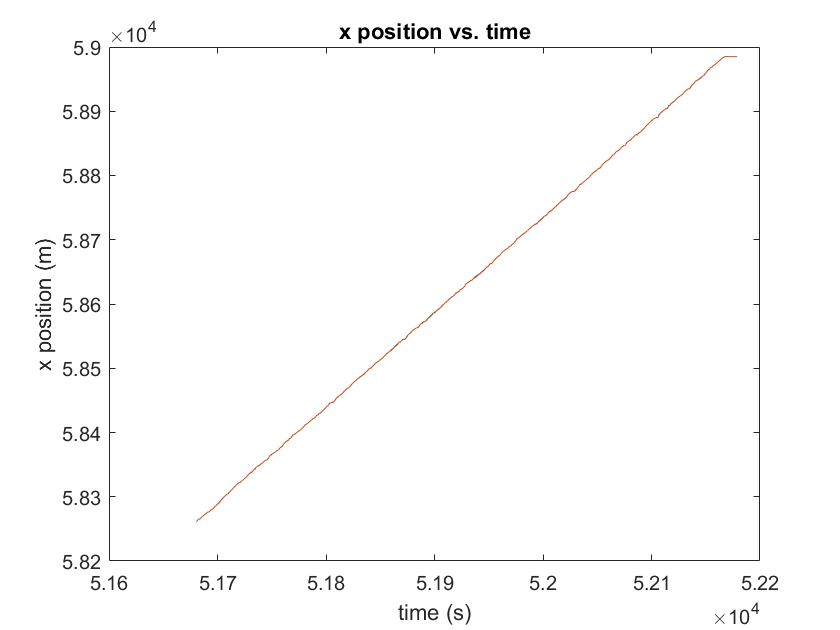 x position vs. time
×10⁴
5.9
5.89
5.88
5.87
5.86
5.85
5.84
5.83
5.82
x position (m)
5.16 5.17 5.18 5.19 5.2 5.21 5.22
time (s)
×10⁴